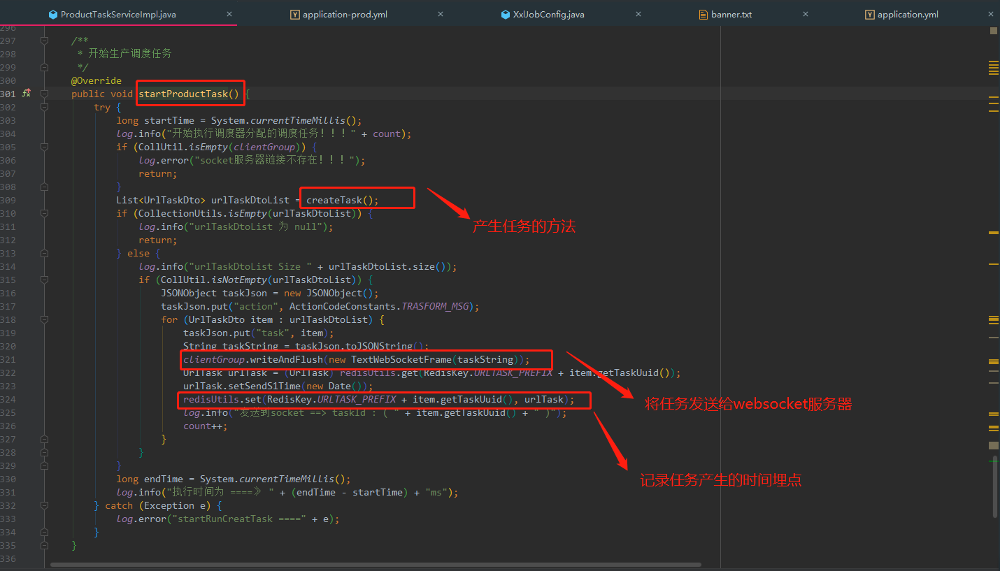 ProductTaskServiceImpl.java × application-prod.yml × XxlJobConfig.java × banner.txt × application.yml ×
296
297 /**
298 * 开始生产调度任务
299 */
300 @Override
301 public void startProductTask() {
302 try {
303 long startTime = System.currentTimeMillis();
304 log.info("开始执行调度器分配的调度任务！！！" + count);
305 if (CollUtil.isEmpty(clientGroup)) {
306 log.error("socket服务器链接不存在！！！");
307 return;
308 }
309 List<UrlTaskDto> urlTaskDtoList = createTask();
310 if (CollectionUtils.isEmpty(urlTaskDtoList)) {
产生任务的方法
311 log.info("urlTaskDtoList 为 null");
312 return;
313 } else {
314 log.info("urlTaskDtoList Size " + urlTaskDtoList.size());
315 if (CollUtil.isNotEmpty(urlTaskDtoList)) {
316 JSONObject taskJson = new JSONObject();
317 taskJson.put("action", ActionCodeConstants.TRASFORM_MSG);
318 for (UrlTaskDto item : urlTaskDtoList) {
319 taskJson.put("task", item);
320 String taskString = taskJson.toJSONString();
321 clientGroup.writeAndFlush(new TextWebSocketFrame(taskString));
322 UrlTask urlTask = (UrlTask) redisUtils.get(RedisKey.URLTASK_PREFIX + item.getTaskUuid());
323 urlTask.setSendS1Time(new Date());
324 redisUtils.set(RedisKey.URLTASK_PREFIX + item.getTaskUuid(), urlTask);
将任务发送给websocket服务器
325 log.info("发送到socket ==> taskId : ( " + item.getTaskUuid() + " )");
326 count++;
327 }
328 }
329 }
330 long endTime = System.currentTimeMillis();
记录任务产生的时间埋点
331 log.info("执行时间为 ====》 " + (endTime - startTime) + "ms");
332 } catch (Exception e) {
333 log.error("startRunCreatTask ====" + e);
334 }
335 }
336